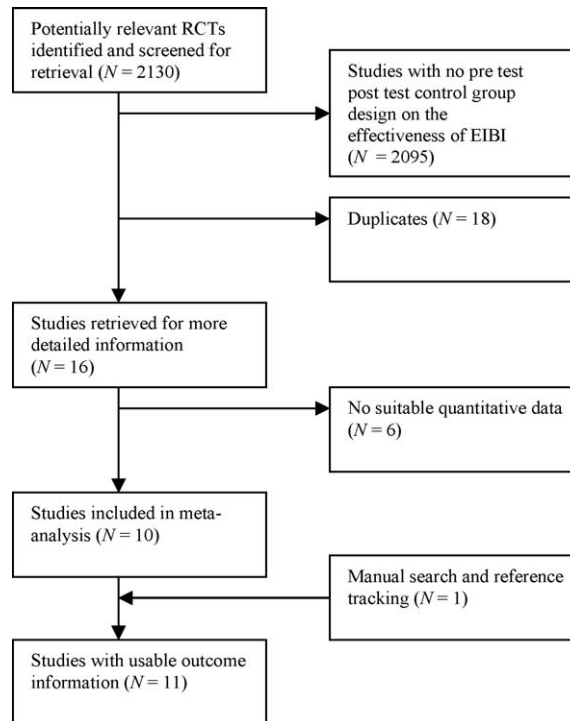 Potentially relevant RCTs
identified and screened for
retrieval (N = 2130)
Studies with no pre test
post test control group
design on the
effectiveness of EIBI
(N = 2095)
Duplicates (N = 18)
Studies retrieved for more
detailed information
(N = 16)
No suitable quantitative data
(N = 6)
Studies included in meta-
analysis (N = 10)
Manual search and reference
tracking (N = 1)
Studies with usable outcome
information (N = 11)